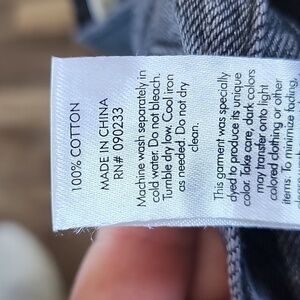 100% COTTON
MADE IN CHINA
RN# 090233
Machine wash separately in
cold water. Do not bleach.
Tumble dry low. Cool iron
as needed. Do not dry
clean.
This garment was specially
dyed to produce its unique
color. Take care, dark colors
may transfer onto light
colored clothing or other
items. To minimize fading,